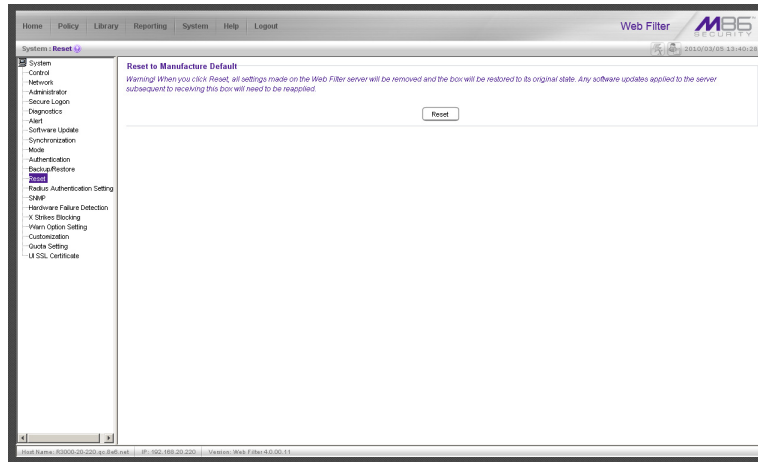 Home Policy Library Reporting System Help Logout
Web Filter
M86 SECURITY
System : Reset
2010/03/05 13:40:28
System
Control
Network
Administrator
Secure Logon
Diagnostics
Alert
Software Update
Synchronization
Mode
Authentication
Backup/Restore
Reset
Radius Authentication Setting
SNMP
Hardware Failure Detection
X Strikes Blocking
Warn Option Setting
Customization
Quota Setting
UI SSL Certificate
Reset to Manufacture Default
Warning! When you click Reset, all settings made on the Web Filter server will be removed and the box will be restored to its original state. Any software updates applied to the server
subsequent to receiving this box will need to be reapplied.
Reset
Host Name: R3000-20-220.qc.8e6.net IP: 192.168.20.220 Version: Web Filter 4.0.00.11